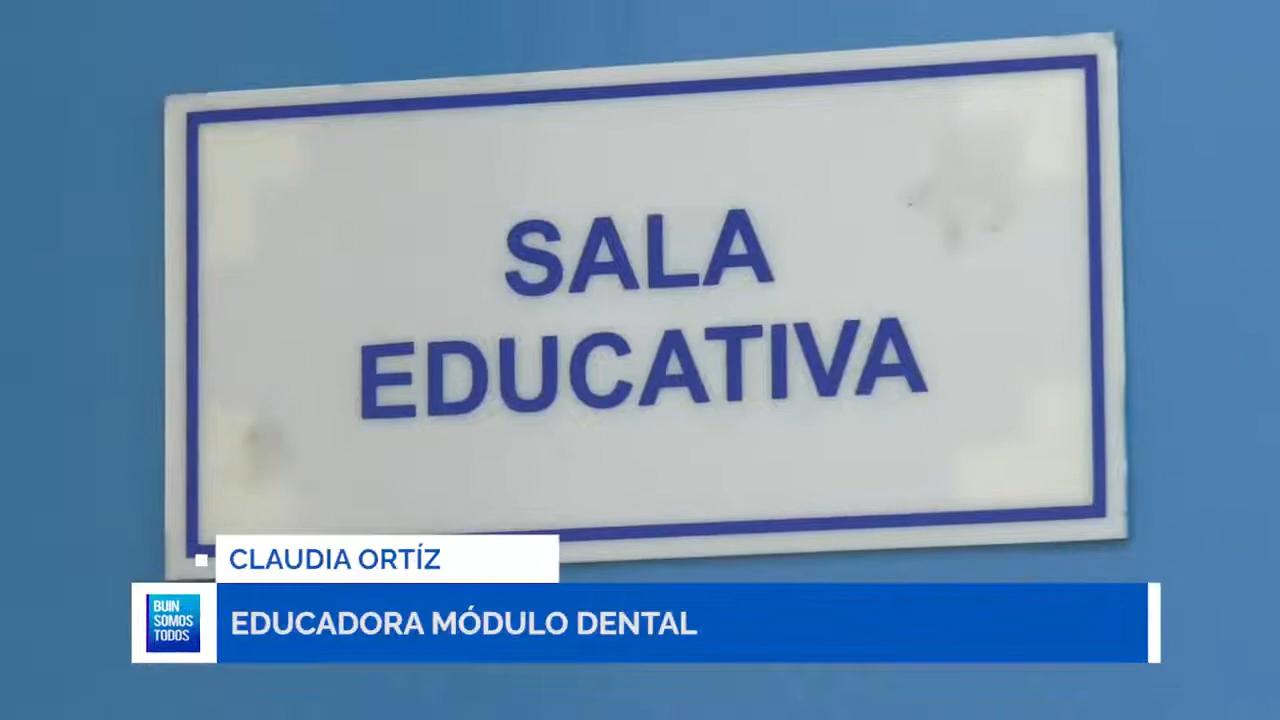 SALA
EDUCATIVA
CLAUDIA ORTÍZ
BUIN
SOMOS
TODOS
EDUCADORA MÓDULO DENTAL